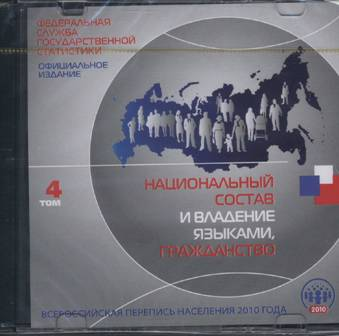 ФЕДЕРАЛЬНАЯ
СЛУЖБА
ГОСУДАРСТВЕННОЙ
СТАТИСТИКИ
ОФИЦИАЛЬНОЕ
ИЗДАНИЕ
4
ТОМ
НАЦИОНАЛЬНЫЙ
СОСТАВ
И ВЛАДЕНИЕ
ЯЗЫКАМИ,
ГРАЖДАНСТВО
2010
ВСЕРОССИЙСКАЯ ПЕРЕПИСЬ НАСЕЛЕНИЯ 2010 ГОДА